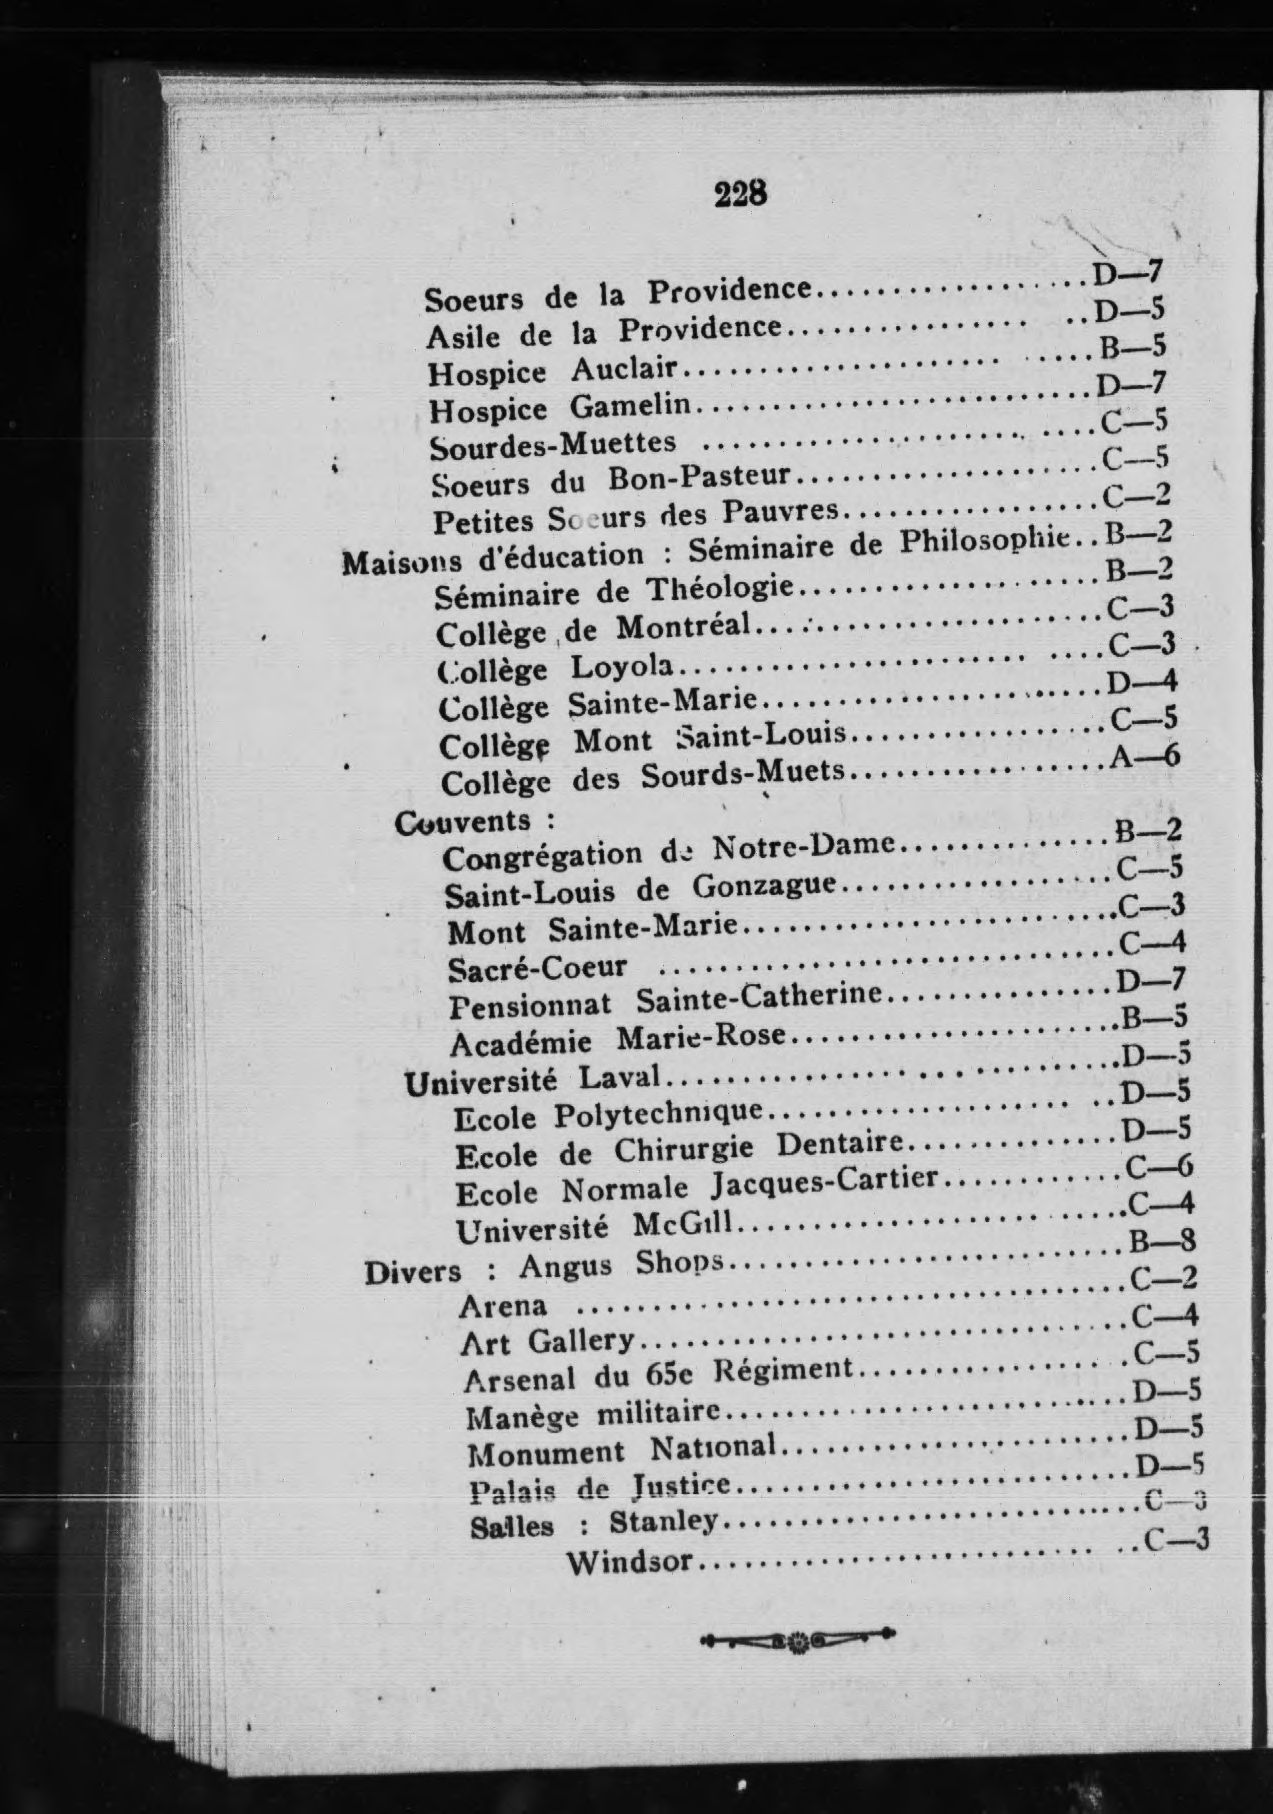 228
Soeurs de la Providence...................D—7
Asile de la Providence................ ..D—5
Hospice Auclair..................... .....B—5
Hospice Gamelin..........................D—7
Sourdes-Muettes ..................... ....C—5
Soeurs du Bon-Pasteur....................C—5
Petites Soeurs des Pauvres.................C—2
Maisons d'éducation : Séminaire de Philosophie..B—2
Séminaire de Théologie....................B—2
Collège de Montréal.......................C—3
Collège Loyola....................... ....C—3
Collège Sainte-Marie.......................D—4
Collège Mont Saint-Louis.................C—5
Collège des Sourds-Muets.................A—6
Couvents :
Congrégation de Notre-Dame..............B—2
Saint-Louis de Gonzague..................C—5
Mont Sainte-Marie.........................C—3
Sacré-Coeur ..............................C—4
Pensionnat Sainte-Catherine...............D—7
Académie Marie-Rose......................B—5
Université Laval..............................D—5
Ecole Polytechnique.................... ..D—5
Ecole de Chirurgie Dentaire..............D—5
Ecole Normale Jacques-Cartier............C—6
Université McGill.........................C—4
Divers : Angus Shops..........................B—8
Arena ....................................C—2
Art Gallery................................C—4
Arsenal du 65e Régiment..................C—5
Manège militaire..........................D—5
Monument National.......................D—5
Palais de Justice..........................D—5
Salles : Stanley...........................C—3
Windsor.......................... ..C—3